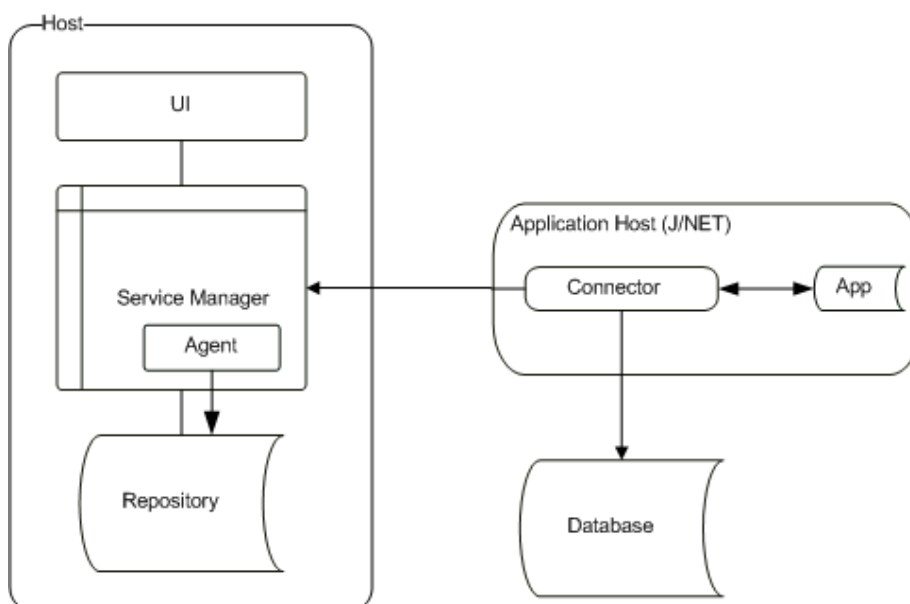 Host
UI
Service Manager
Agent
Repository
Application Host (J/NET)
Connector
App
Database